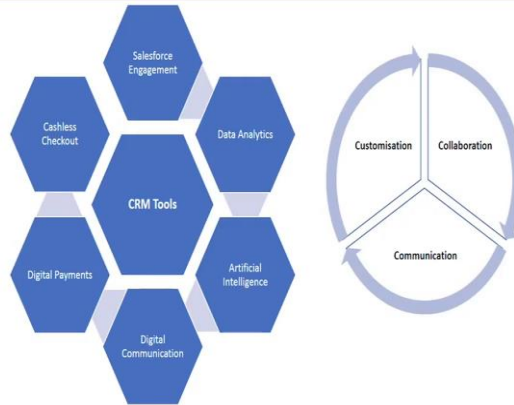 Salesforce
Engagement
Cashless
Checkout
Data Analytics
CRM Tools
Digital Payments
Artificial
Intelligence
Digital
Communication
Customisation
Collaboration
Communication